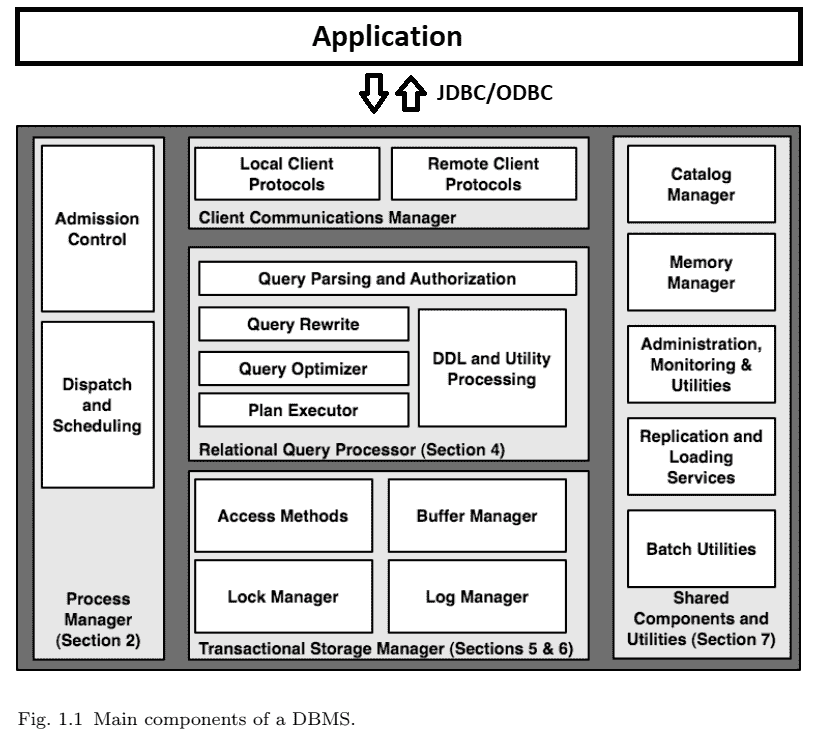 Application
JDBC/ODBC
Admission
Control
Dispatch
and
Scheduling
Process
Manager
(Section 2)
Local Client
Protocols
Remote Client
Protocols
Client Communications Manager
Query Parsing and Authorization
Query Rewrite
Query Optimizer
Plan Executor
DDL and Utility
Processing
Relational Query Processor (Section 4)
Access Methods
Buffer Manager
Lock Manager
Log Manager
Transactional Storage Manager (Sections 5 & 6)
Catalog
Manager
Memory
Manager
Administration,
Monitoring &
Utilities
Replication and
Loading
Services
Batch Utilities
Shared
Components and
Utilities (Section 7)
Fig. 1.1 Main components of a DBMS.